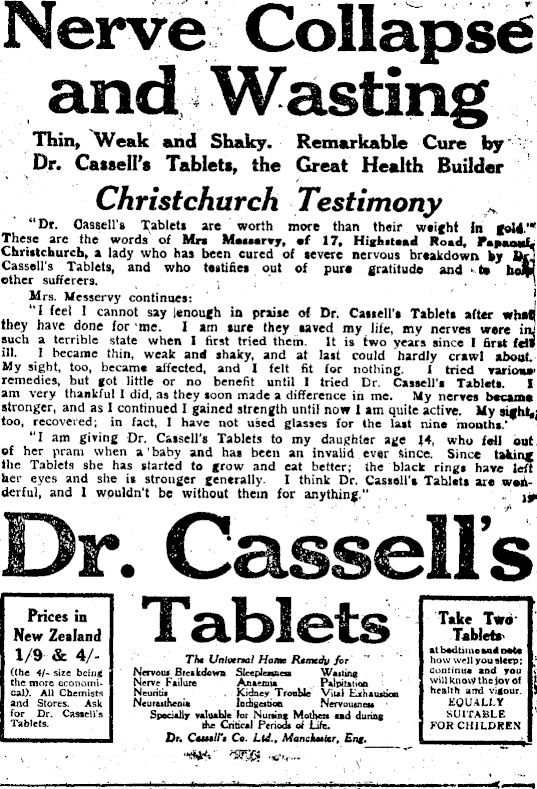 Nerve Collapse
and Wasting
Thin, Weak and Shaky. Remarkable Cure by
Dr. Cassell's Tablets, the Great Health Builder
Christchurch Testimony
"Dr. Cassell's Tablets are worth more than their weight in gold."
These are the words of Mrs Messervy, of 17, Highstead Road, Papanui,
Christchurch, a lady who has been cured of severe nervous breakdown by Dr.
Cassell's Tablets, and who testifies out of pure gratitude and to help
other sufferers.
Mrs. Messervy continues:
"I feel I cannot say enough in praise of Dr. Cassell's Tablets after what
they have done for me. I am sure they saved my life, my nerves were in
such a terrible state when I first tried them. It is two years since I first fell
ill. I became thin, weak and shaky, and at last could hardly crawl about.
My sight, too, became affected, and I felt fit for nothing. I tried various
remedies, but got little or no benefit until I tried Dr. Cassell's Tablets. I
am very thankful I did, as they soon made a difference in me. My nerves became
stronger, and as I continued I gained strength until now I am quite active. My sight,
too, recovered; in fact, I have not used glasses for the last nine months.
"I am giving Dr. Cassell's Tablets to my daughter age 14, who fell out
of her pram when a baby and has been an invalid ever since. Since taking
the Tablets she has started to grow and eat better; the black rings have left
her eyes and she is stronger generally. I think Dr. Cassell's Tablets are won-
derful, and I wouldn't be without them for anything."
Dr. Cassell's
Tablets
Prices in
New Zealand
1/9 & 4/-
(the 4/- size being
the more economi-
cal). All Chemists
and Stores. Ask
for Dr. Cassell's
Tablets.
The Universal Home Remedy for
Nervous Breakdown Sleeplessness Wasting
Nerve Failure Anaemia Palpitation
Neuritis Kidney Trouble Vital Exhaustion
Neurasthenia Indigestion Nervousness
Specially valuable for Nursing Mothers and during
the Critical Periods of Life.
Dr. Cassell's Co. Ltd., Manchester, Eng.
Take Two
Tablets
at bedtime and note
how well you sleep;
continue and you
will know the joy of
health and vigour.
EQUALLY
SUITABLE
FOR CHILDREN